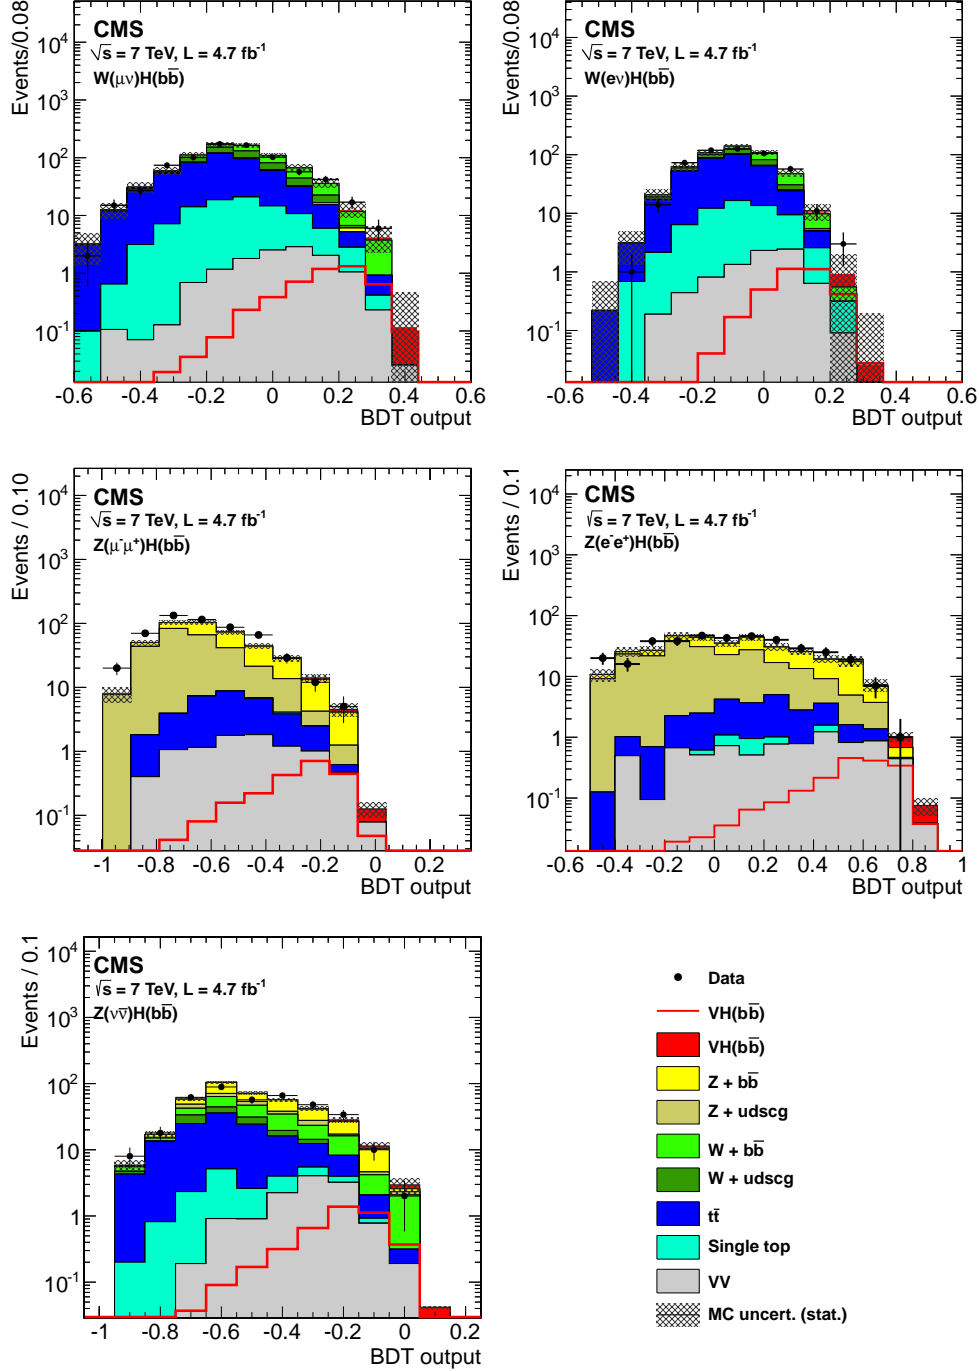 Events/0.08
10⁴
10³
10²
10
1
10⁻¹
CMS
√s = 7 TeV, L = 4.7 fb⁻¹
W(μν)H(bb̅)
-0.6 -0.4 -0.2 0 0.2 0.4 0.6
BDT output
Events/0.08
10⁴
10³
10²
10
1
10⁻¹
CMS
√s = 7 TeV, L = 4.7 fb⁻¹
W(eν)H(bb̅)
-0.6 -0.4 -0.2 0 0.2 0.4 0.6
BDT output
Events / 0.10
10⁴
10³
10²
10
1
10⁻¹
CMS
√s = 7 TeV, L = 4.7 fb⁻¹
Z(μ⁻μ⁺)H(bb̅)
-1 -0.8 -0.6 -0.4 -0.2 0 0.2
BDT output
Events / 0.1
10⁴
10³
10²
10
1
10⁻¹
CMS
√s = 7 TeV, L = 4.7 fb⁻¹
Z(e⁻e⁺)H(bb̅)
-0.6 -0.4 -0.2 0 0.2 0.4 0.6 0.8 1
BDT output
Events / 0.1
10⁴
10³
10²
10
1
10⁻¹
CMS
√s = 7 TeV, L = 4.7 fb⁻¹
Z(νν̅)H(bb̅)
-1 -0.8 -0.6 -0.4 -0.2 0 0.2
BDT output
Data
VH(bb̅)
VH(bb̅)
Z + bb̅
Z + udscg
W + bb̅
W + udscg
tt̅
Single top
VV
MC uncert. (stat.)